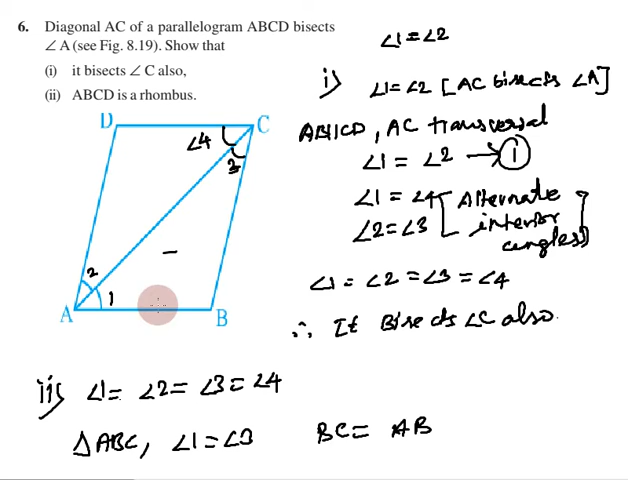 6. Diagonal AC of a parallelogram ABCD bisects
∠A (see Fig. 8.19). Show that
(i) it bisects ∠C also,
(ii) ABCD is a rhombus.
∠1=∠2
i) ∠1=∠2 [AC bisects ∠A]
AB||CD, AC transversal
∠1 = ∠2 → 1
∠1 = ∠4 [Alternate
∠2=∠3 interior
angles]
∠1 = ∠2 = ∠3 = ∠4
∴ It Bisects ∠C also.
D C
∠4
3
2
1
A B
ii) ∠1= ∠2= ∠3= ∠4
△ABC, ∠1=∠3 BC= AB